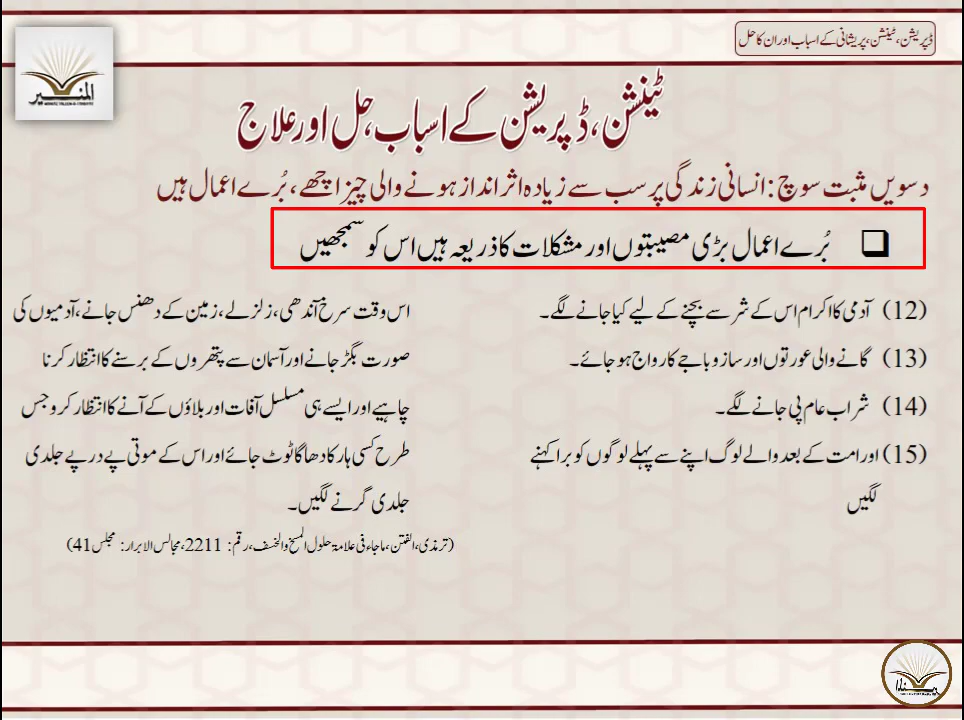 ڈپریشن، ٹینشن، پریشانی کے اسباب اور ان کا حل
المنیر
ٹینشن، ڈپریشن کے اسباب، حل اور علاج
دسویں مثبت سوچ: انسانی زندگی پر سب سے زیادہ اثر انداز ہونے والی چیز اچھے، بُرے اعمال ہیں
❑ بُرے اعمال بڑی مصیبتوں اور مشکلات کا ذریعہ ہیں اس کو سمجھیں
(12) آدمی کا اکرام اس کے شر سے بچنے کے لیے کیا جانے لگے۔
(13) گانے والی عورتوں اور ساز و باجے کا رواج ہو جائے۔
(14) شراب عام پی جانے لگے۔
(15) اور امت کے بعد والے لوگ اپنے سے پہلے لوگوں کو برا کہنے
لگیں
اس وقت سرخ آندھی، زلزلے، زمین کے دھنس جانے، آدمیوں کی
صورت بگڑ جانے اور آسمان سے پتھروں کے برسنے کا انتظار کرنا
چاہیے اور ایسے ہی مسلسل آفات اور بلاؤں کے آنے کا انتظار کرو جس
طرح کسی ہار کا دھاگا ٹوٹ جائے اور اس کے موتی پے در پے جلدی
جلدی گرنے لگیں۔
(ترمذی، الفتن، ماجاء فی علامۃ حلول المسخ والخسف، رقم: 2211، مجالس الابرار: مجلس 41)